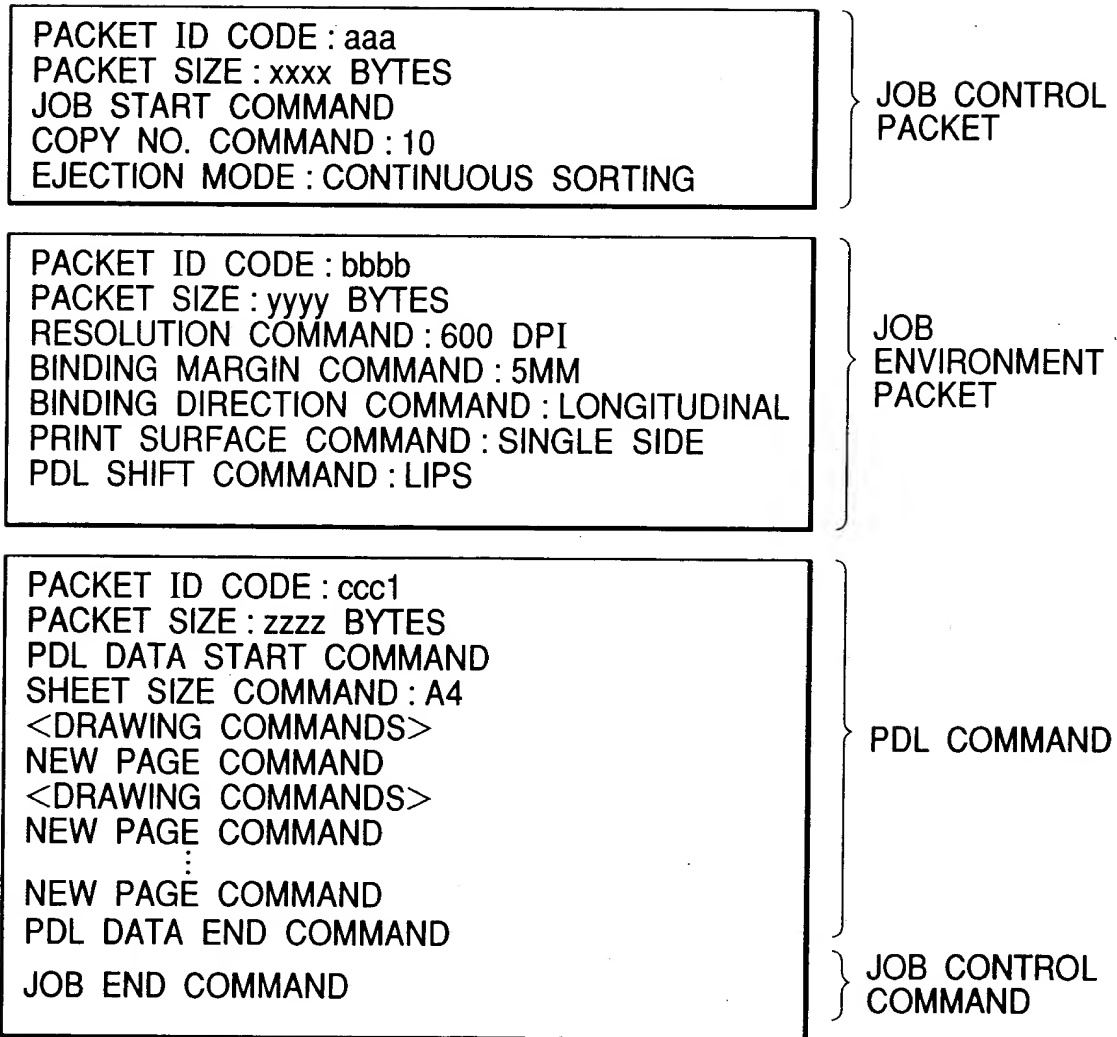 PACKET ID CODE : aaa
PACKET SIZE : xxxx BYTES
JOB START COMMAND
COPY NO. COMMAND : 10
EJECTION MODE : CONTINUOUS SORTING
JOB CONTROL
PACKET
PACKET ID CODE : bbbb
PACKET SIZE : yyyy BYTES
RESOLUTION COMMAND : 600 DPI
BINDING MARGIN COMMAND : 5MM
BINDING DIRECTION COMMAND : LONGITUDINAL
PRINT SURFACE COMMAND : SINGLE SIDE
PDL SHIFT COMMAND : LIPS
JOB
ENVIRONMENT
PACKET
PACKET ID CODE : ccc1
PACKET SIZE : zzzz BYTES
PDL DATA START COMMAND
SHEET SIZE COMMAND : A4
<DRAWING COMMANDS>
NEW PAGE COMMAND
<DRAWING COMMANDS>
NEW PAGE COMMAND
⋮
NEW PAGE COMMAND
PDL DATA END COMMAND
PDL COMMAND
JOB END COMMAND
JOB CONTROL
COMMAND